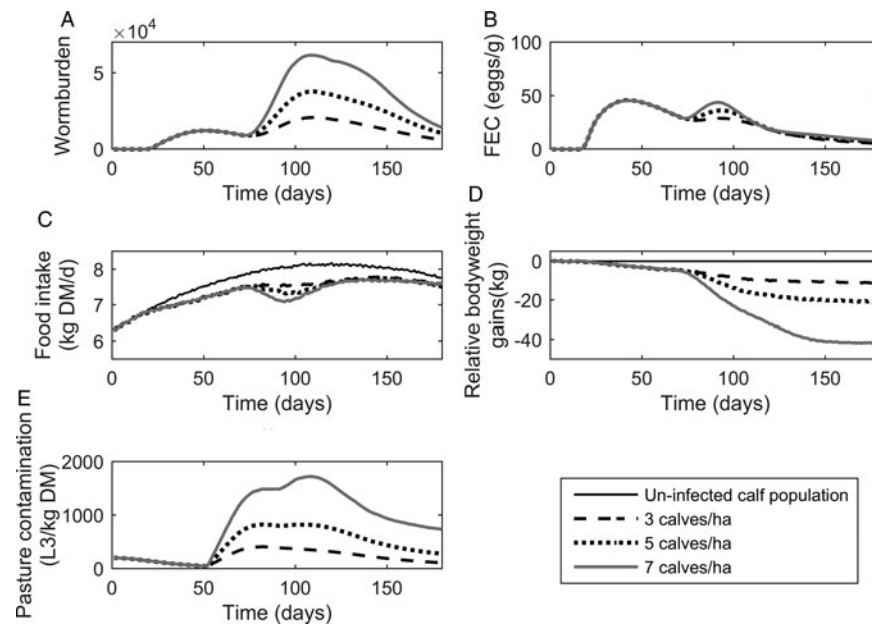 A
×10⁴
Wormburden
5
0
0 50 100 150
Time (days)
B
FEC (eggs/g)
100
50
0
0 50 100 150
Time (days)
C
Food intake
(kg DM/d)
8
7
6
0 50 100 150
Time (days)
D
Relative bodyweight
gains(kg)
0
-20
-40
0 50 100 150
Time (days)
E
Pasture contamination
(L3/kg DM)
2000
1000
0
0 50 100 150
Time (days)
Un-infected calf population
3 calves/ha
5 calves/ha
7 calves/ha